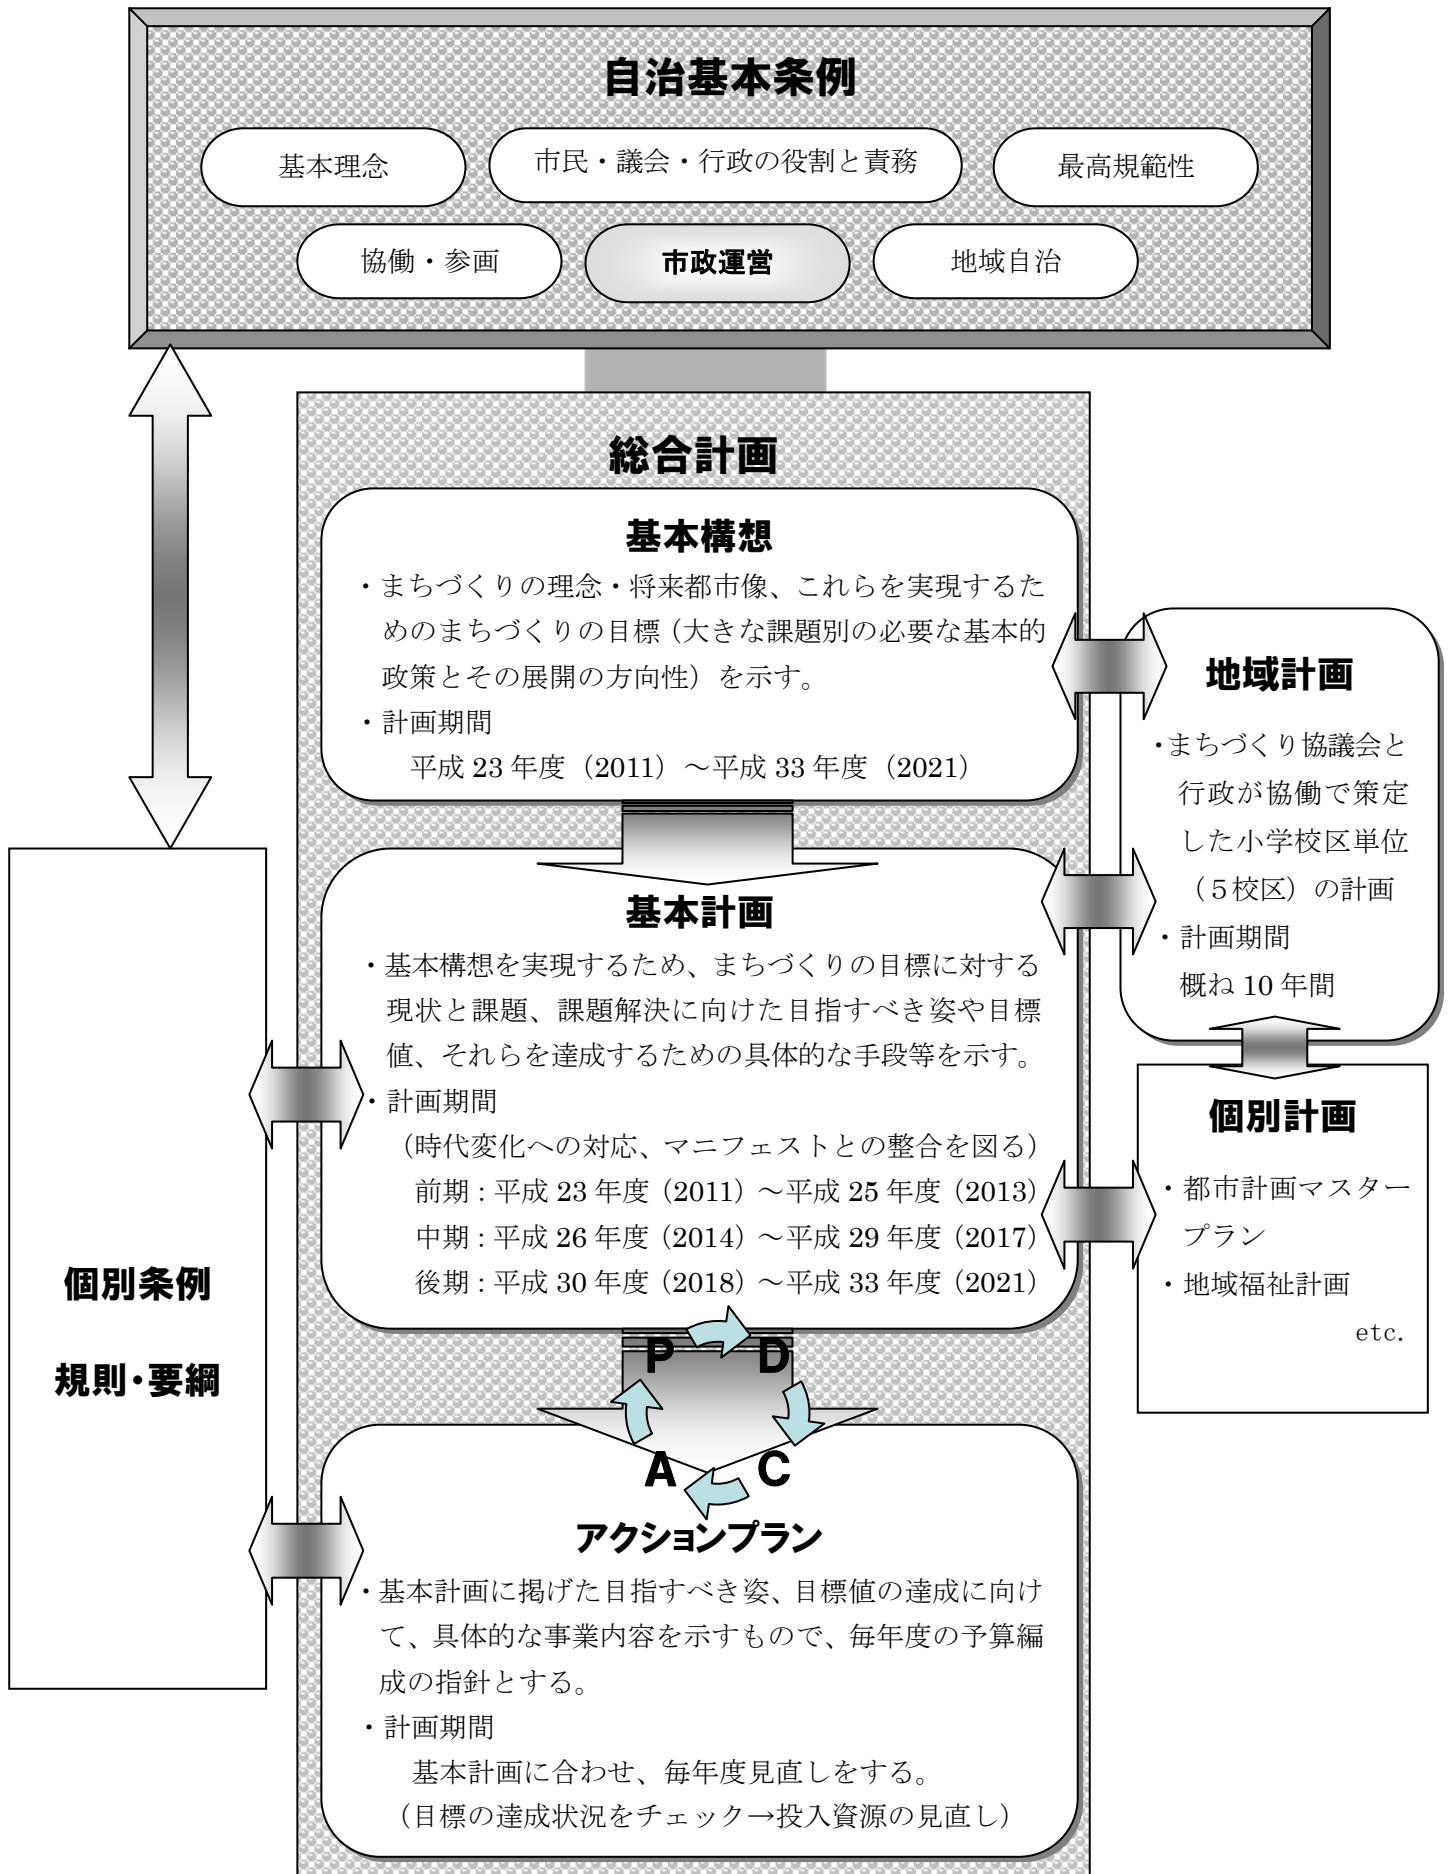 自治基本条例
基本理念
市民・議会・行政の役割と責務
最高規範性
協働・参画
市政運営
地域自治
総合計画
基本構想
・まちづくりの理念・将来都市像、これらを実現するた
めのまちづくりの目標（大きな課題別の必要な基本的
政策とその展開の方向性）を示す。
・計画期間
平成 23 年度（2011）～平成 33 年度（2021）
地域計画
・まちづくり協議会と
行政が協働で策定
した小学校区単位
（５校区）の計画
・計画期間
概ね 10 年間
基本計画
・基本構想を実現するため、まちづくりの目標に対する
現状と課題、課題解決に向けた目指すべき姿や目標
値、それらを達成するための具体的な手段等を示す。
・計画期間
（時代変化への対応、マニフェストとの整合を図る）
前期：平成 23 年度（2011）～平成 25 年度（2013）
中期：平成 26 年度（2014）～平成 29 年度（2017）
後期：平成 30 年度（2018）～平成 33 年度（2021）
個別計画
・都市計画マスター
プラン
・地域福祉計画
etc.
個別条例
規則・要綱
P
D
A
C
アクションプラン
・基本計画に掲げた目指すべき姿、目標値の達成に向け
て、具体的な事業内容を示すもので、毎年度の予算編
成の指針とする。
・計画期間
基本計画に合わせ、毎年度見直しをする。
（目標の達成状況をチェック→投入資源の見直し）